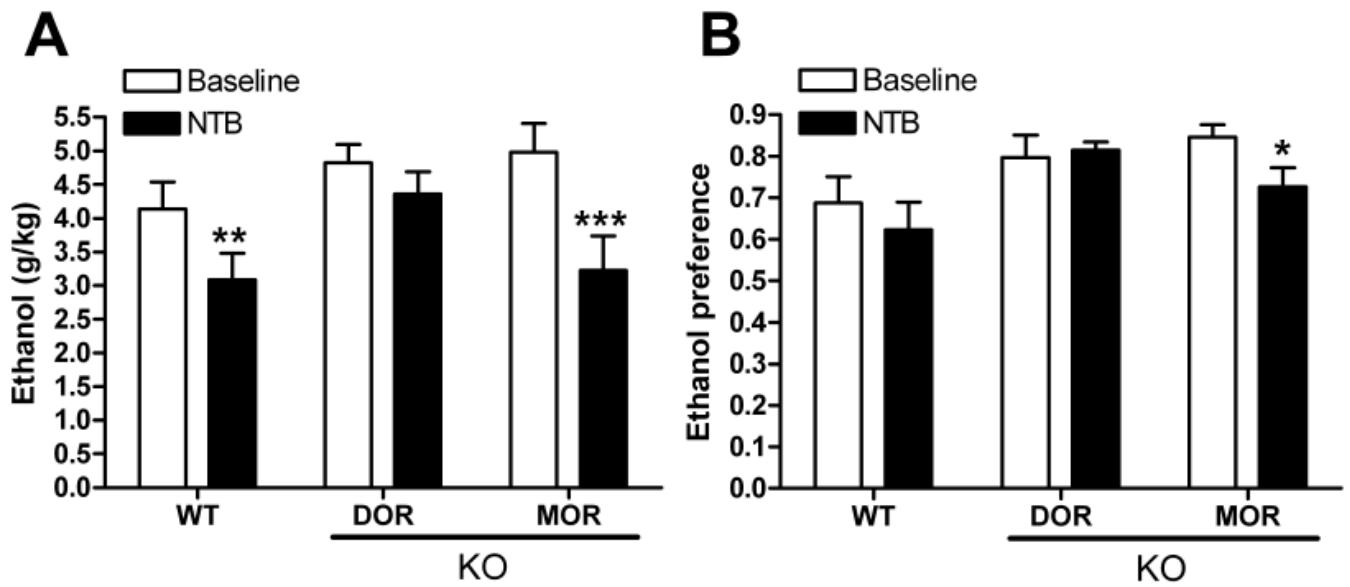 A
Baseline
NTB
Ethanol (g/kg)
5.5
5.0
4.5
4.0
3.5
3.0
2.5
2.0
1.5
1.0
0.5
0.0
**
***
WT
DOR
MOR
KO
B
Baseline
NTB
Ethanol preference
0.9
0.8
0.7
0.6
0.5
0.4
0.3
0.2
0.1
0.0
*
WT
DOR
MOR
KO